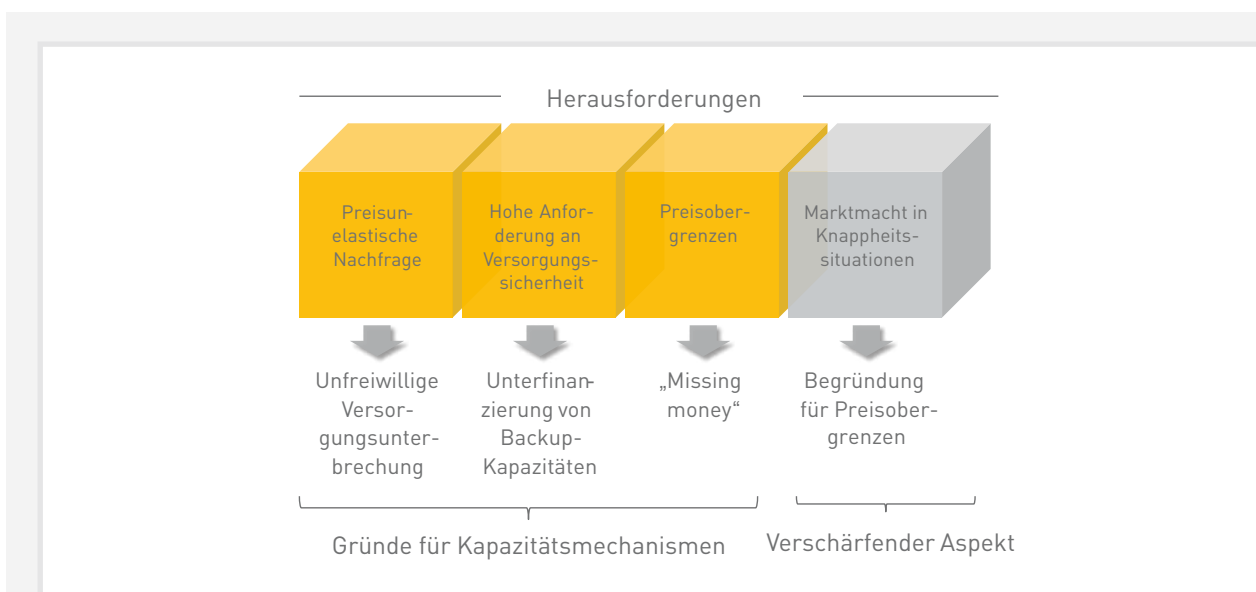 Herausforderungen
Preisun-
elastische
Nachfrage
Hohe Anfor-
derung an
Versorgungs-
sicherheit
Preisober-
grenzen
Marktmacht in
Knappheits-
situationen
Unfreiwillige
Versor-
gungsunter-
brechung
Unterfinan-
zierung von
Backup-
Kapazitäten
„Missing
money“
Begründung
für Preisober-
grenzen
Gründe für Kapazitätsmechanismen
Verschärfender Aspekt